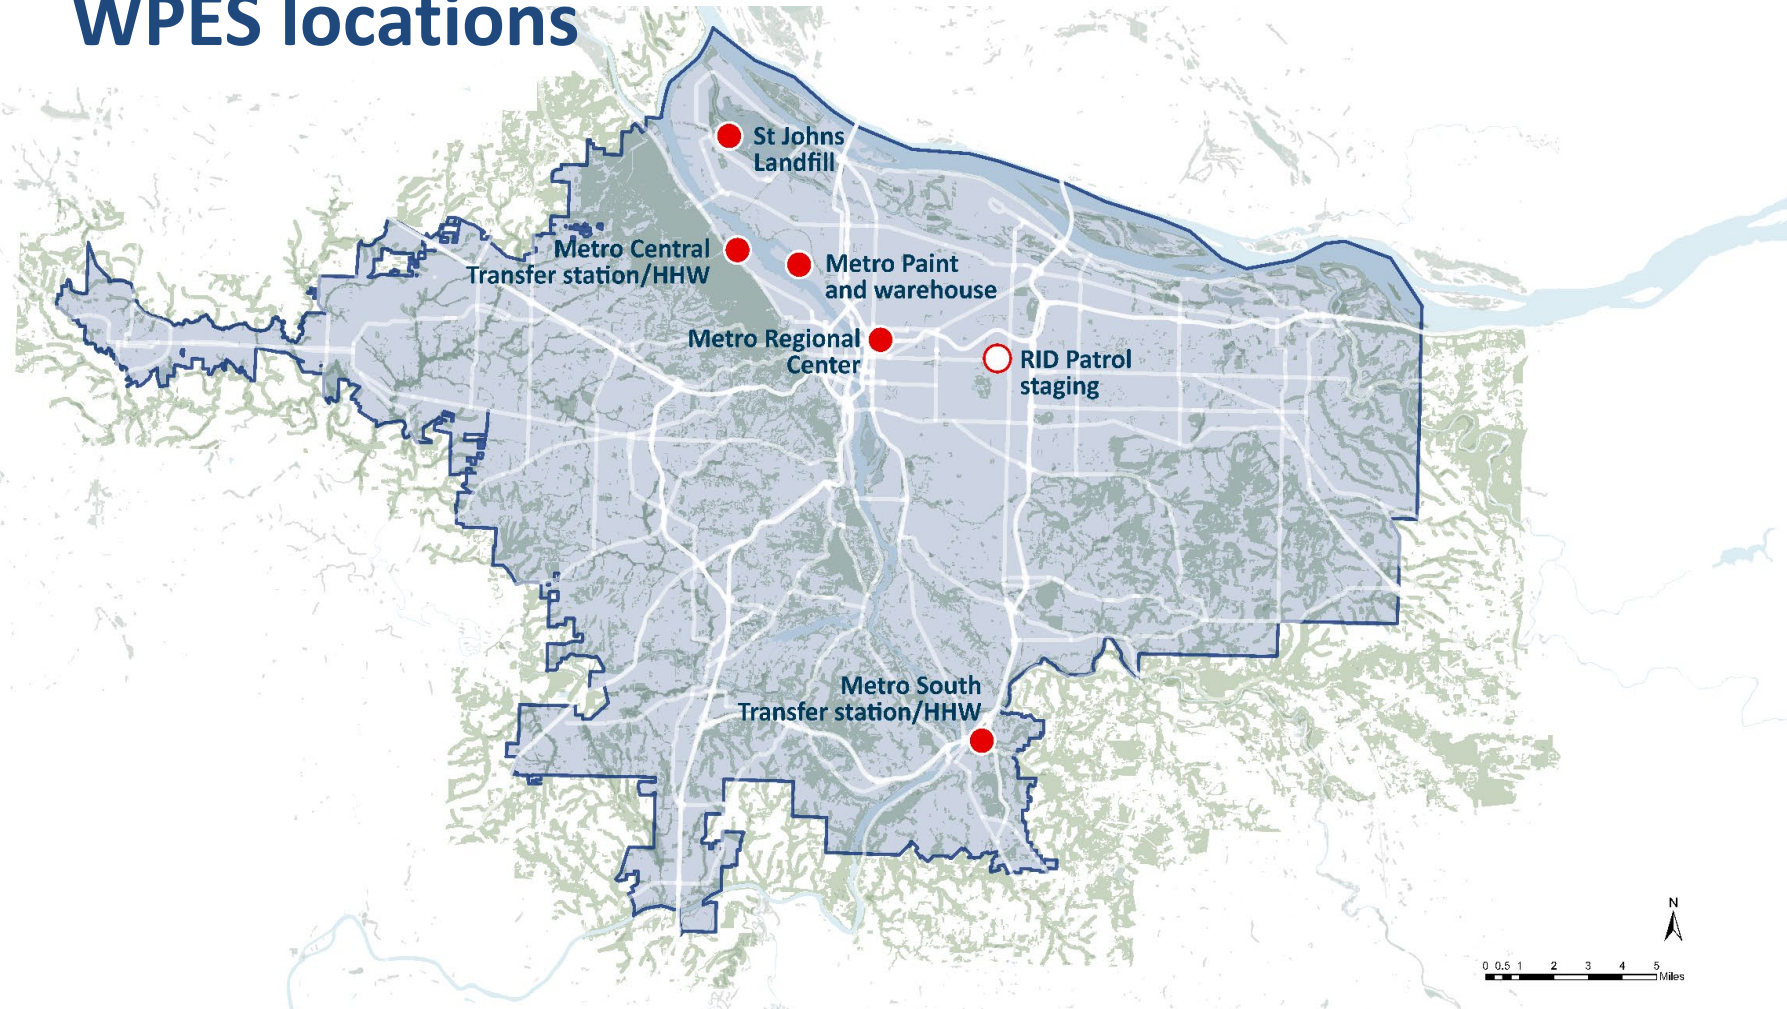 WPES locations
St Johns
Landfill
Metro Central
Transfer station/HHW
Metro Paint
and warehouse
Metro Regional
Center
RID Patrol
staging
Metro South
Transfer station/HHW
N
0 0.5 1 2 3 4 5
Miles